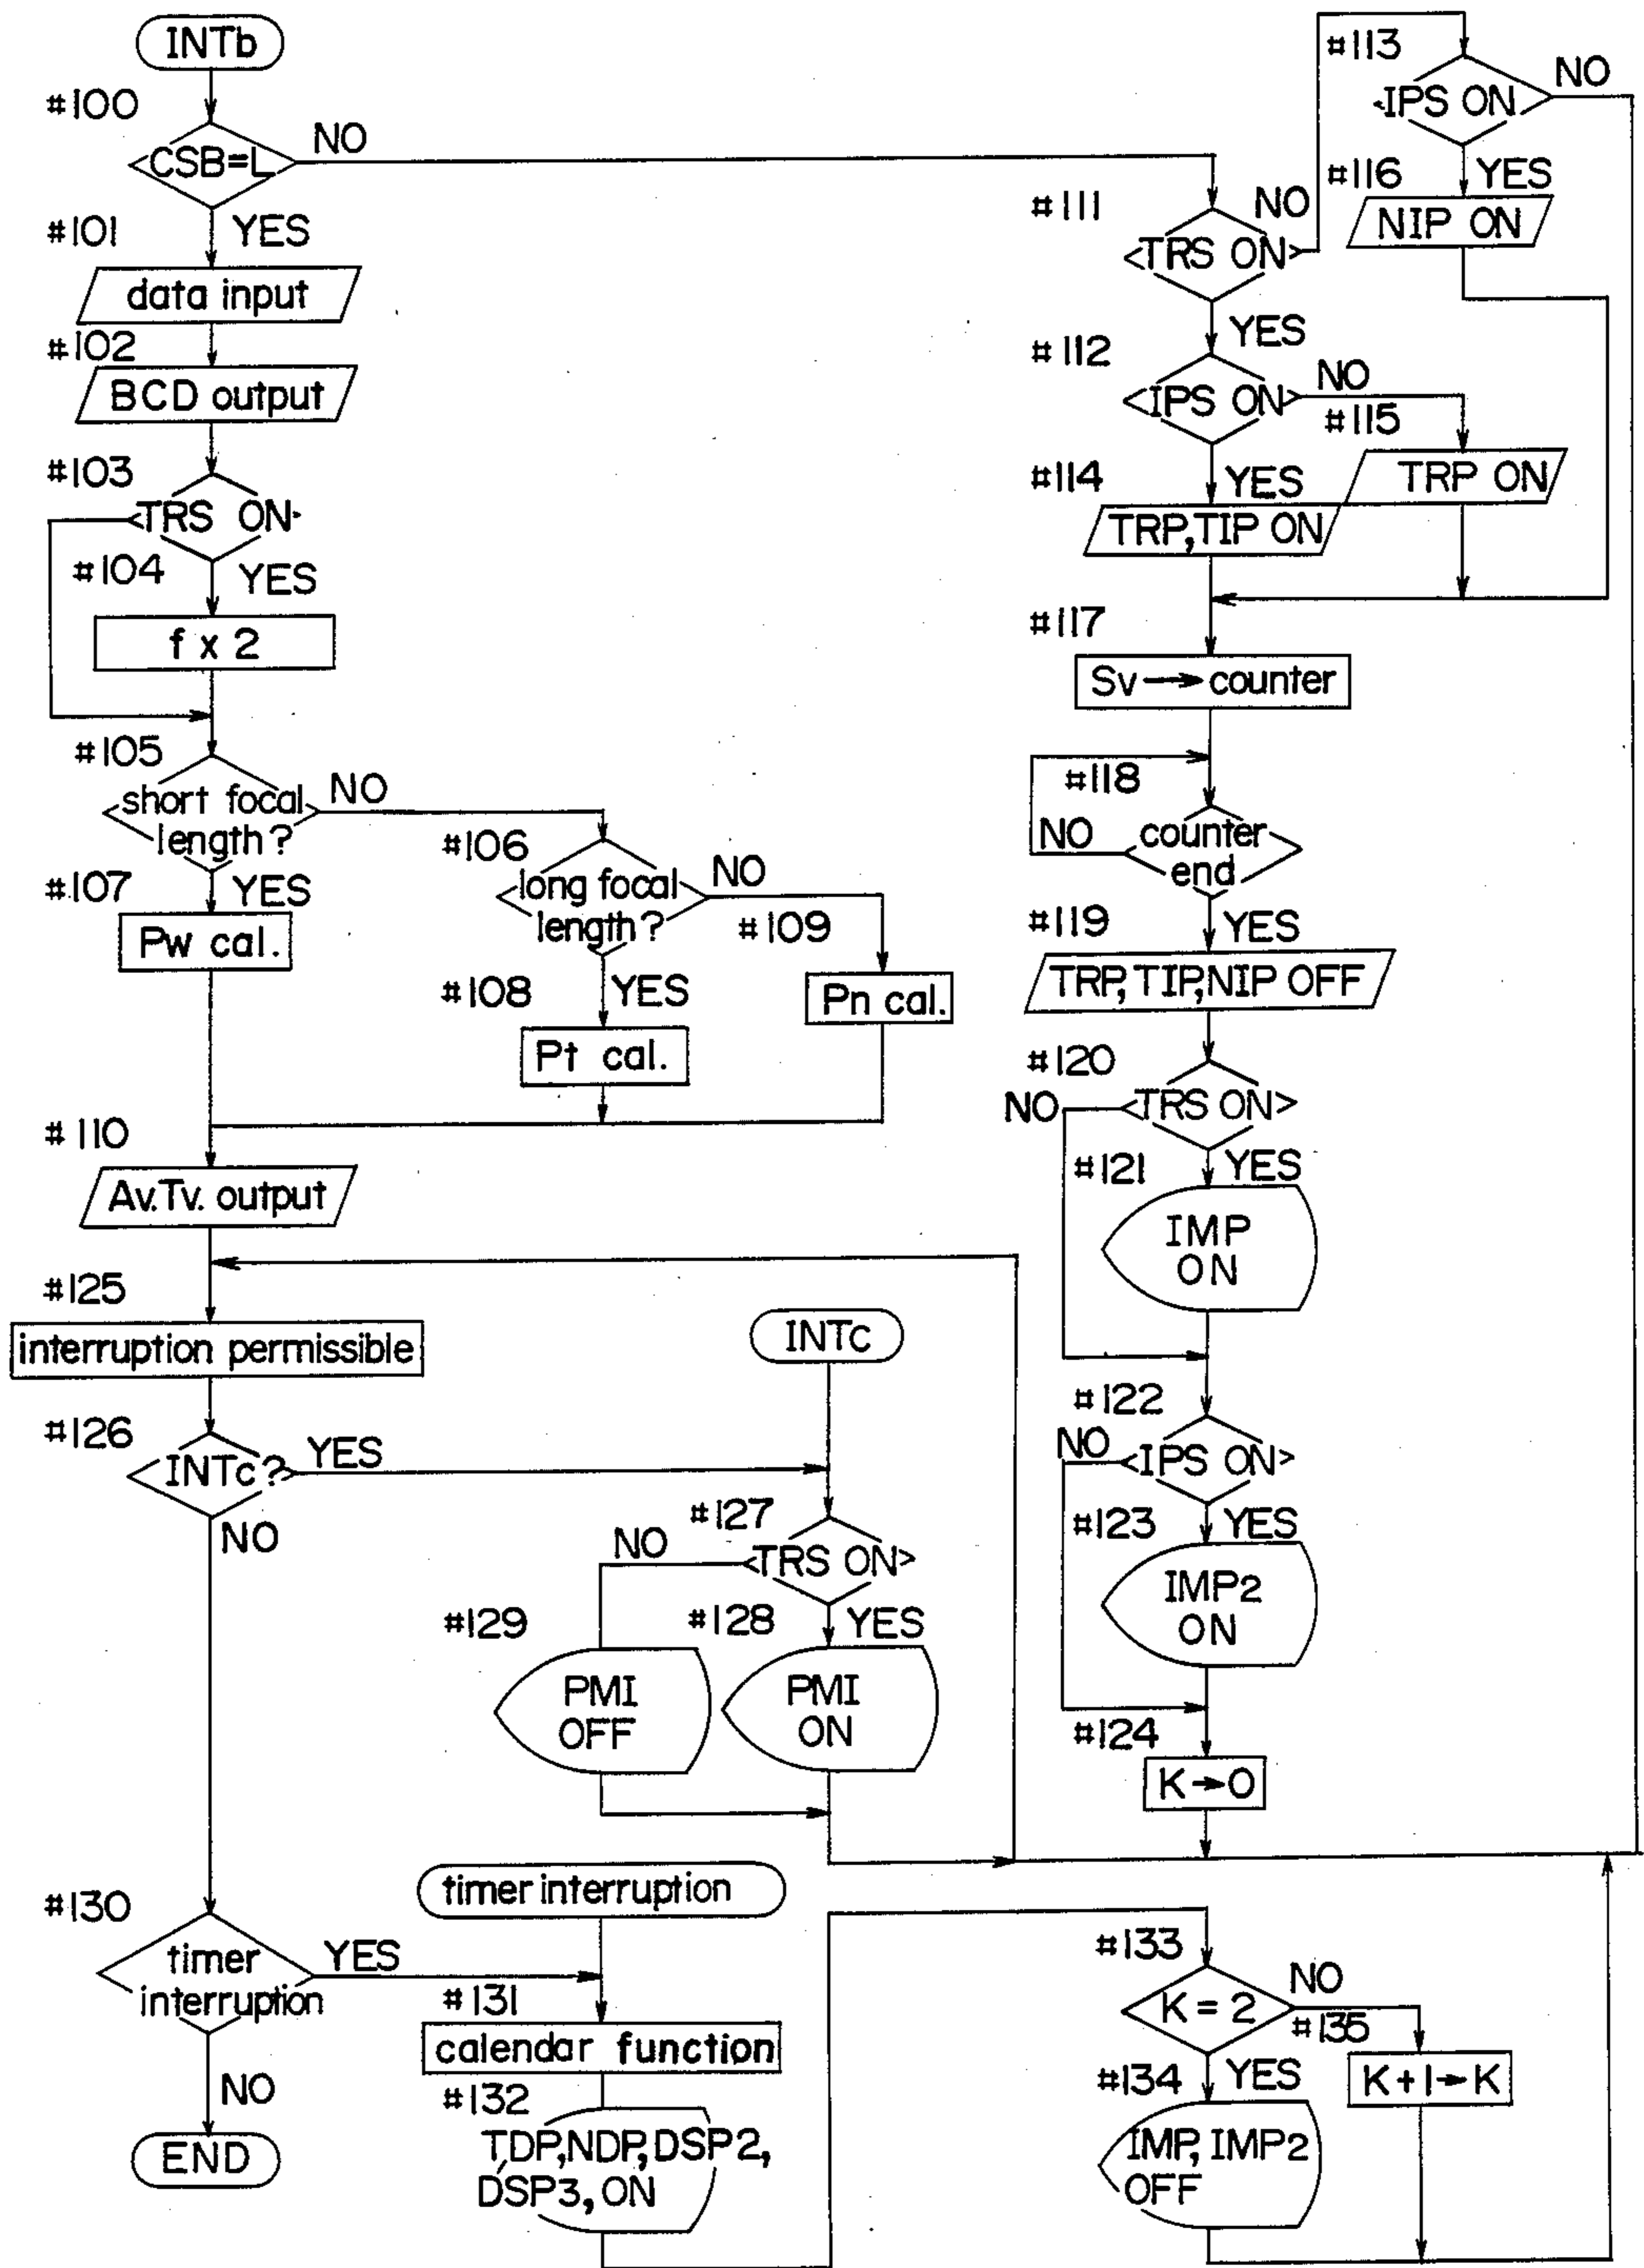 INTb
#100
CSB=L
NO
#101
YES
data input
#102
BCD output
#103
TRS ON
#104
YES
f x 2
#105
short focal
length?
NO
#106
long focal
length?
NO
#107
YES
Pw cal.
#108
YES
Pt cal.
#109
Pn cal.
#110
Av.Tv. output
#125
interruption permissible
#126
INTc?
YES
NO
INTc
#127
TRS ON
NO
#129
PMI
OFF
#128
YES
PMI
ON
#130
timer
interruption
YES
NO
END
timer interruption
#131
calendar function
#132
TDP,NDP,DSP2,
DSP3,ON
#111
TRS ON
NO
YES
#113
IPS ON
NO
#116
YES
NIP ON
#112
IPS ON
NO
#115
TRP ON
#114
YES
TRP,TIP ON
#117
Sv→counter
#118
counter
end
NO
#119
YES
TRP,TIP,NIP OFF
#120
TRS ON
NO
#121
YES
IMP
ON
#122
IPS ON
NO
#123
YES
IMP2
ON
#124
K→0
#133
K=2
NO
#135
K+1→K
#134
YES
IMP,IMP2
OFF